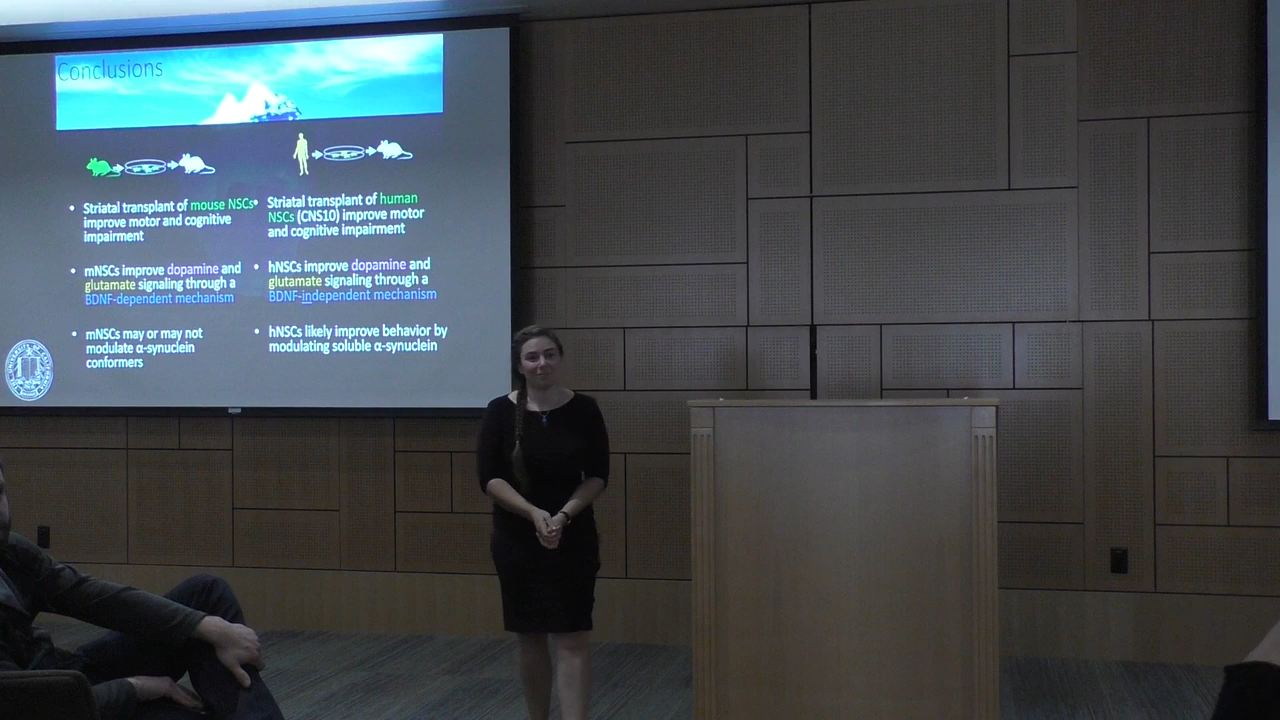 Conclusions
• Striatal transplant of mouse NSCs
improve motor and cognitive
impairment
• mNSCs improve dopamine and
glutamate signaling through a
BDNF-dependent mechanism
• mNSCs may or may not
modulate α-synuclein
conformers
• Striatal transplant of human
NSCs (CNS10) improve motor
and cognitive impairment
• hNSCs improve dopamine and
glutamate signaling through a
BDNF-independent mechanism
• hNSCs likely improve behavior by
modulating soluble α-synuclein